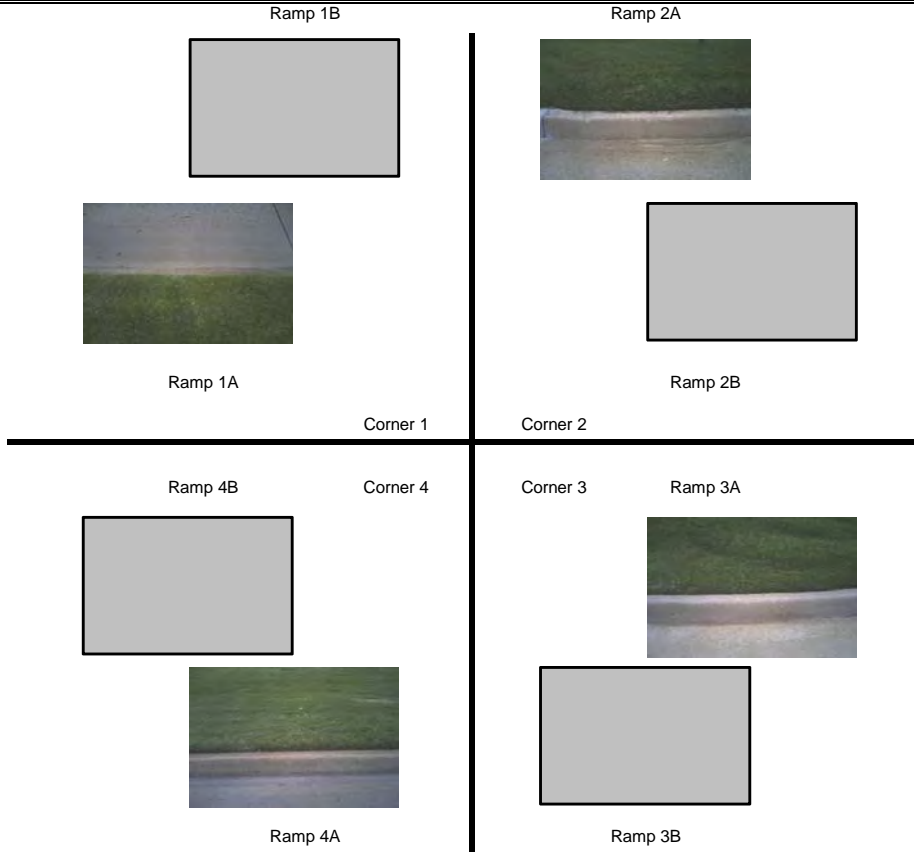 Ramp 1B Ramp 2A
Ramp 1A Ramp 2B
Corner 1 Corner 2
Ramp 4B Corner 4 Corner 3 Ramp 3A
Ramp 4A Ramp 3B